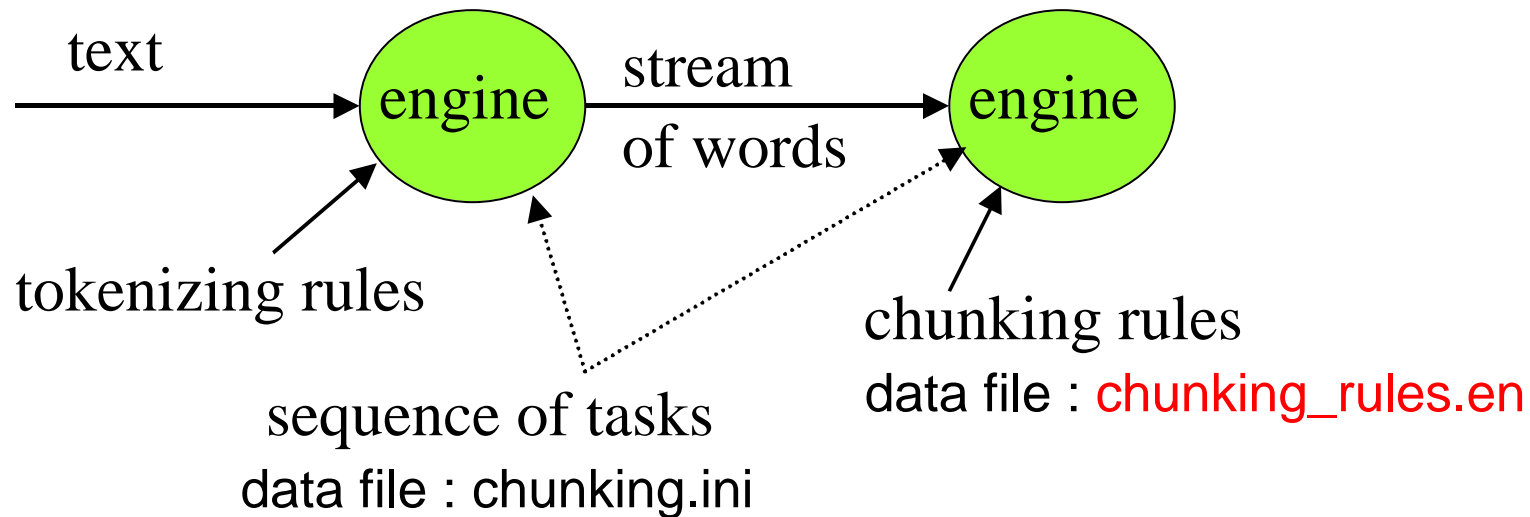 text
engine
stream
of words
engine
tokenizing rules
chunking rules
data file : chunking_rules.en
sequence of tasks
data file : chunking.ini